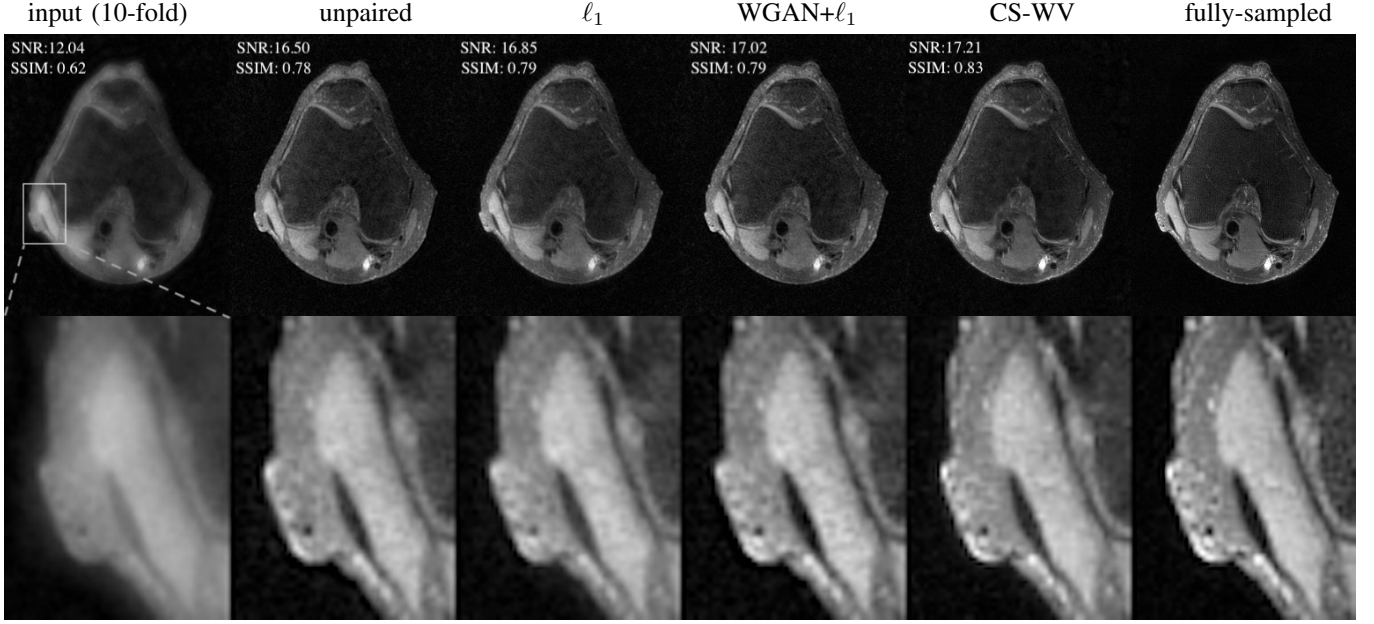 input (10-fold) unpaired ℓ₁ WGAN+ℓ₁ CS-WV fully-sampled
SNR:12.04 SNR:16.50 SNR: 16.85 SNR: 17.02 SNR:17.21
SSIM: 0.62 SSIM: 0.78 SSIM: 0.79 SSIM: 0.79 SSIM: 0.83